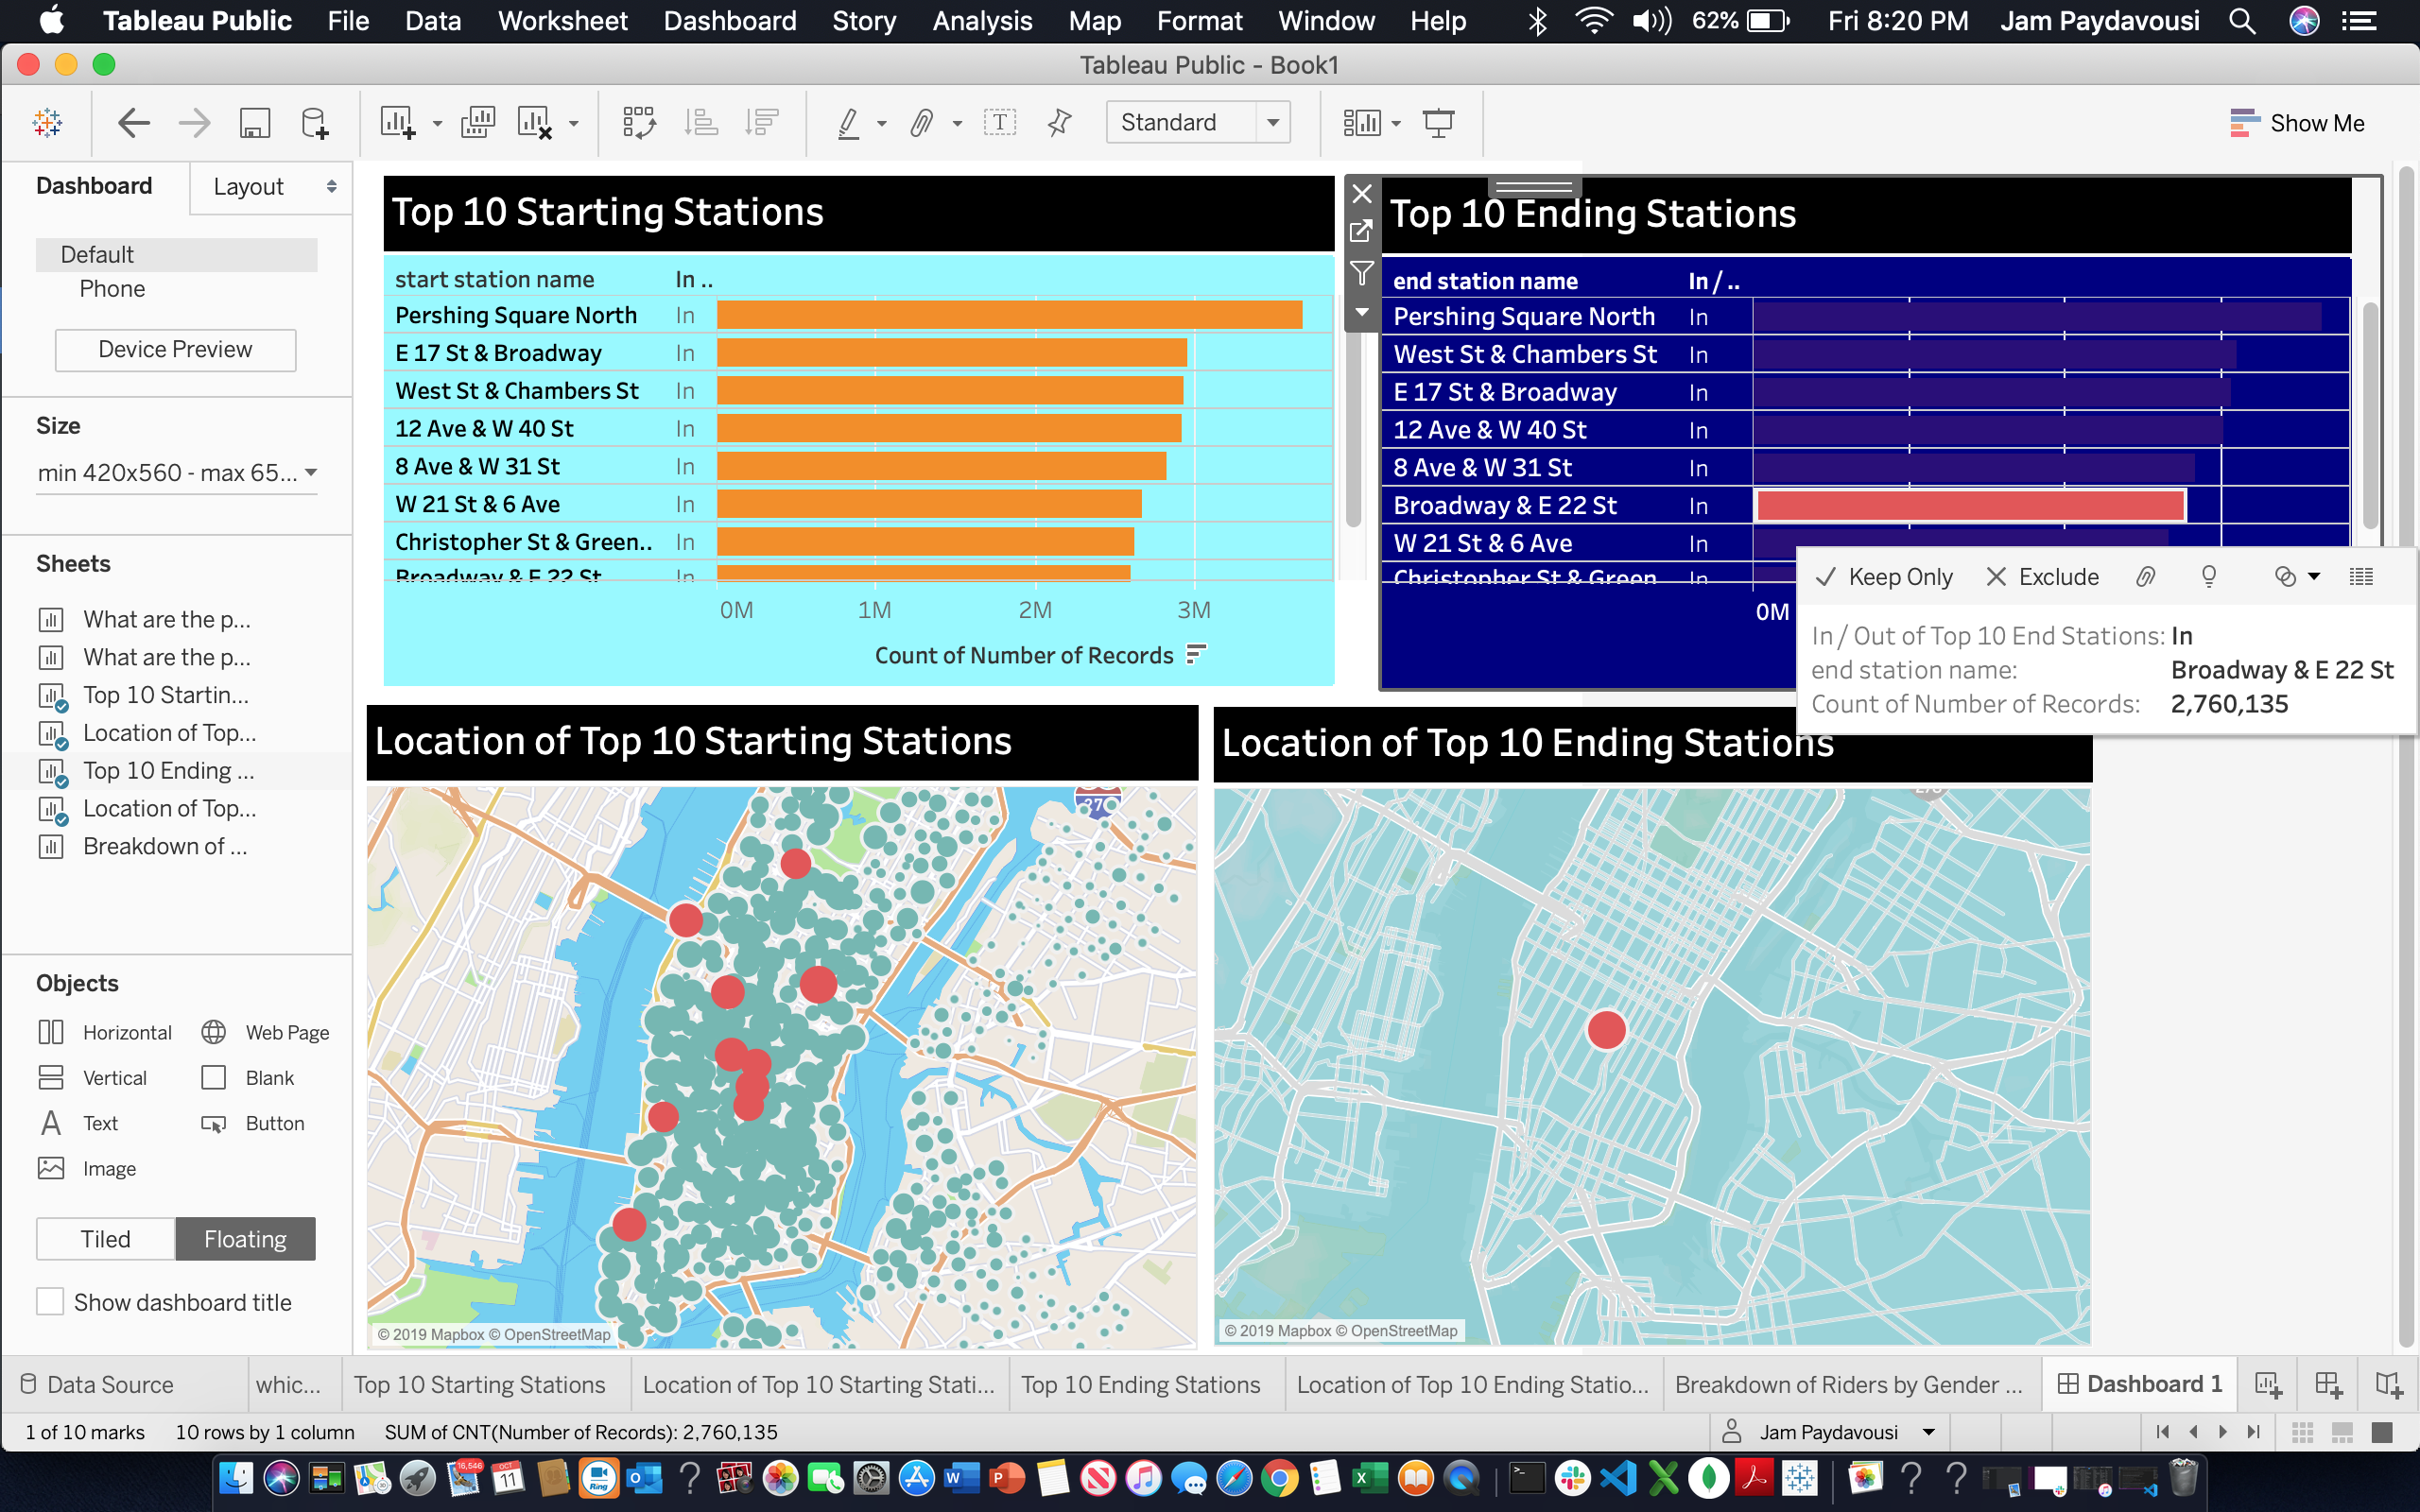 Tableau Public File Data Worksheet Dashboard Story Analysis Map Format Window Help 62% Fri 8:20 PM Jam Paydavousi
Tableau Public - Book1
Standard
Show Me
Dashboard Layout
Default
Phone
Device Preview
Size
min 420x560 - max 65...
Sheets
What are the p...
What are the p...
Top 10 Startin...
Location of Top...
Top 10 Ending ...
Location of Top...
Breakdown of ...
Objects
Horizontal Web Page
Vertical Blank
Text Button
Image
Tiled Floating
Show dashboard title
Top 10 Starting Stations
start station name In ..
Pershing Square North In
E 17 St & Broadway In
West St & Chambers St In
12 Ave & W 40 St In
8 Ave & W 31 St In
W 21 St & 6 Ave In
Christopher St & Green.. In
Broadway & E 22 St In
0M 1M 2M 3M
Count of Number of Records
Top 10 Ending Stations
end station name In / ..
Pershing Square North In
West St & Chambers St In
E 17 St & Broadway In
12 Ave & W 40 St In
8 Ave & W 31 St In
Broadway & E 22 St In
W 21 St & 6 Ave In
Christopher St & Green In
0M
Keep Only Exclude
In / Out of Top 10 End Stations: In
end station name: Broadway & E 22 St
Count of Number of Records: 2,760,135
Location of Top 10 Starting Stations
© 2019 Mapbox © OpenStreetMap
Location of Top 10 Ending Stations
© 2019 Mapbox © OpenStreetMap
Data Source whic... Top 10 Starting Stations Location of Top 10 Starting Stati... Top 10 Ending Stations Location of Top 10 Ending Statio... Breakdown of Riders by Gender ... Dashboard 1
1 of 10 marks 10 rows by 1 column SUM of CNT(Number of Records): 2,760,135 Jam Paydavousi
16,546
OCT
11
Ring